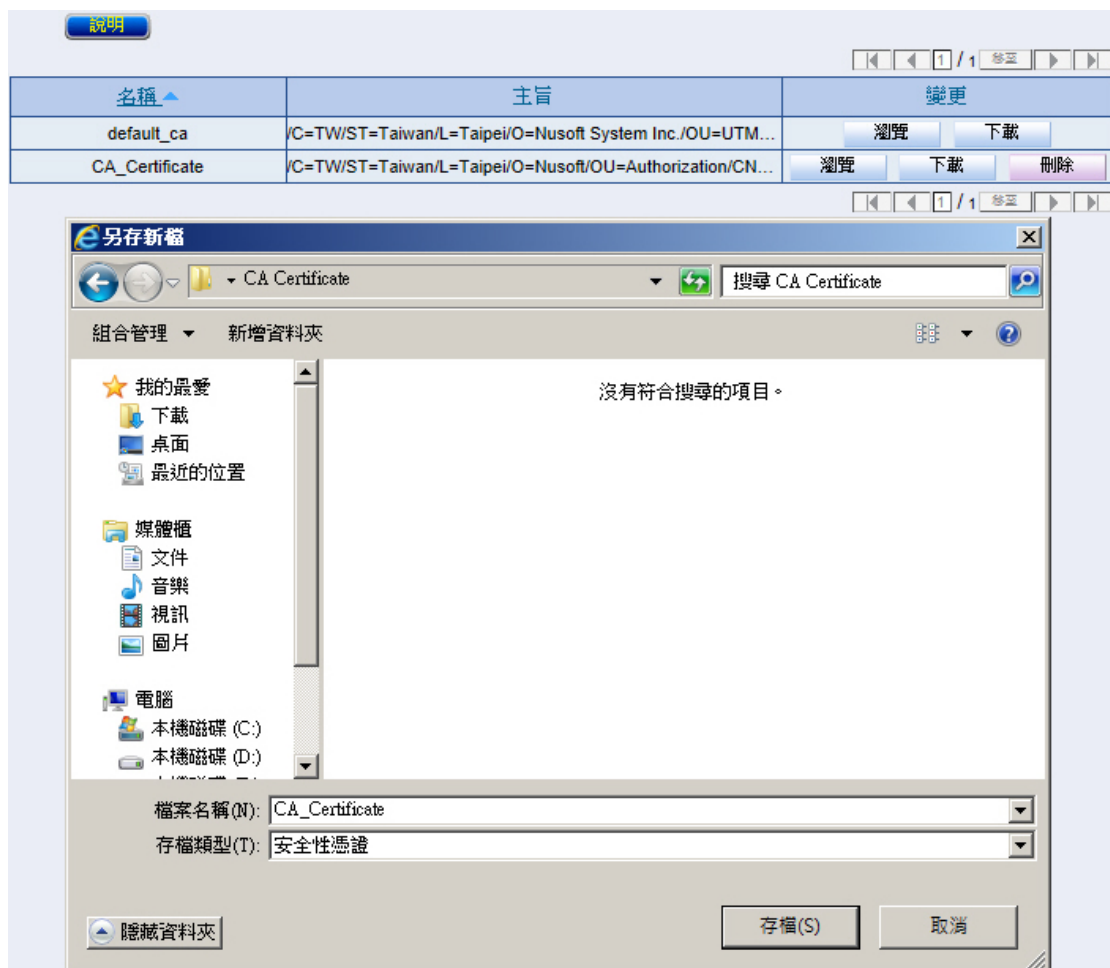 說明
1 / 1 參至
名稱 主旨 變更
default_ca /C=TW/ST=Taiwan/L=Taipei/O=Nusoft System Inc./OU=UTM... 瀏覽 下載
CA_Certificate /C=TW/ST=Taiwan/L=Taipei/O=Nusoft/OU=Authorization/CN... 瀏覽 下載 刪除
1 / 1 參至
另存新檔
CA Certificate 搜尋 CA Certificate
組合管理 新增資料夾
我的最愛
沒有符合搜尋的項目。
下載
桌面
最近的位置
媒體櫃
文件
音樂
視訊
圖片
電腦
本機磁碟 (C:)
本機磁碟 (D:)
檔案名稱(N): CA_Certificate
存檔類型(T): 安全性憑證
隱藏資料夾 存檔(S) 取消